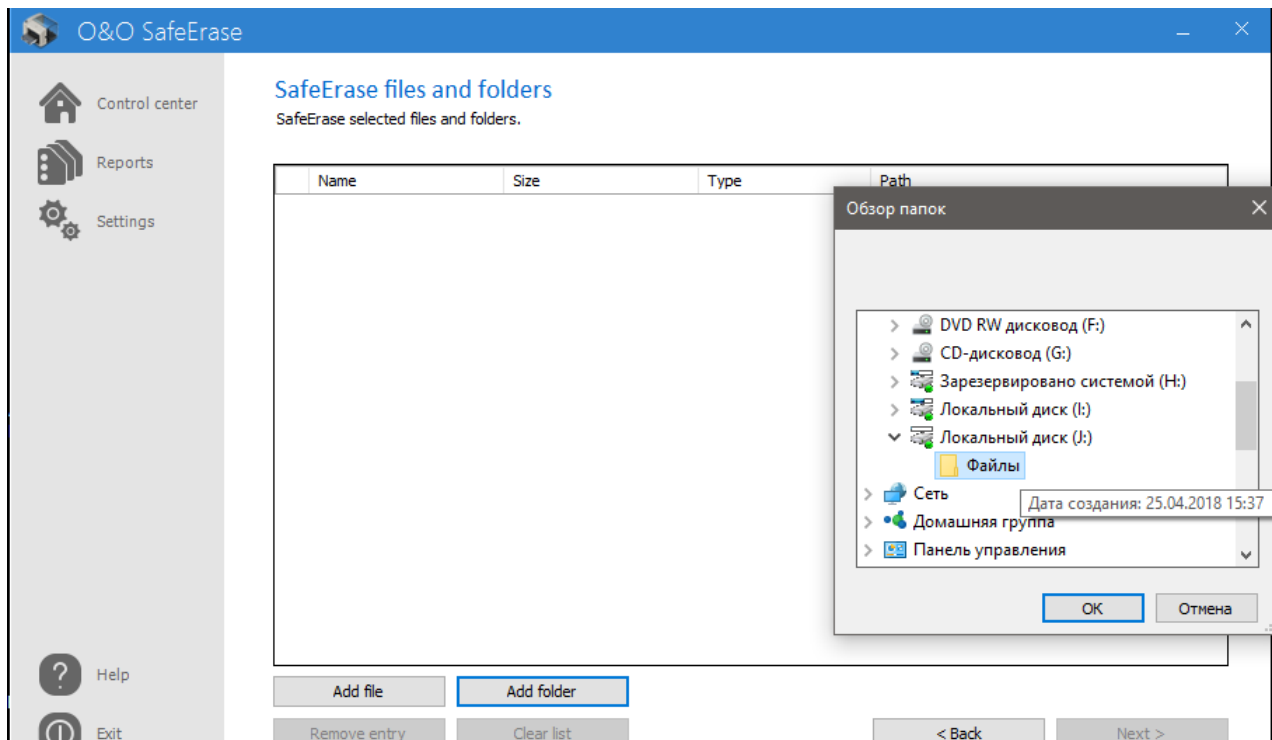 O&O SafeErase
Control center
Reports
Settings
Help
Exit
SafeErase files and folders
SafeErase selected files and folders.
Name Size Type Path
Обзор папок
DVD RW дисковод (F:)
CD-дисковод (G:)
Зарезервировано системой (H:)
Локальный диск (I:)
Локальный диск (J:)
Файлы
Сеть
Дата создания: 25.04.2018 15:37
Домашняя группа
Панель управления
OK Отмена
Add file Add folder
Remove entry Clear list < Back Next >